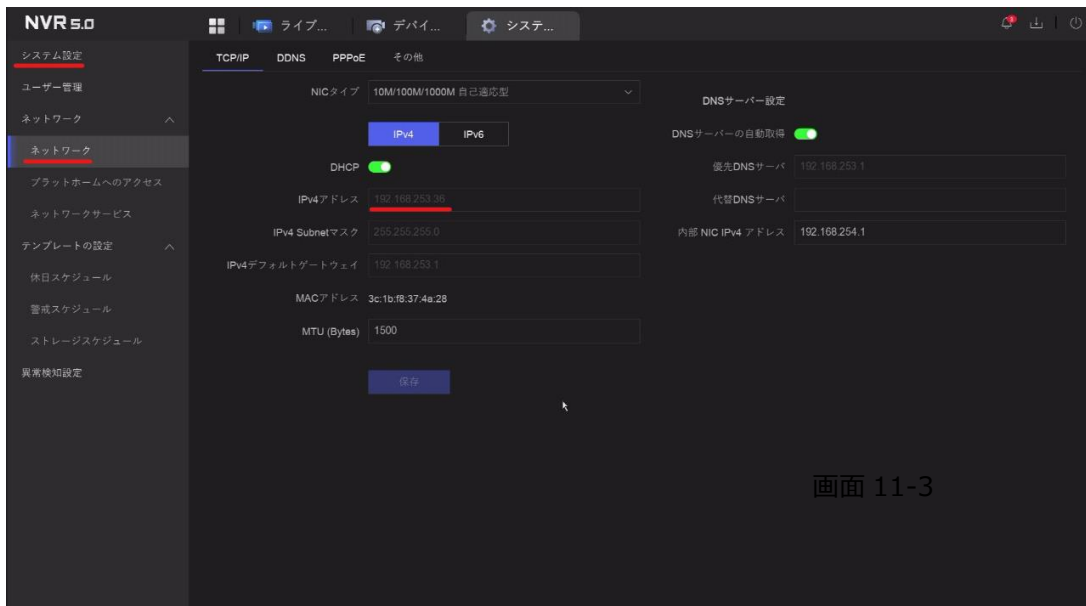 NVR 5.0
ライブ...
デバイ...
システ...
システム設定
ユーザー管理
ネットワーク
ネットワーク
プラットホームへのアクセス
ネットワークサービス
テンプレートの設定
休日スケジュール
警戒スケジュール
ストレージスケジュール
異常検知設定
TCP/IP DDNS PPPoE その他
NICタイプ 10M/100M/1000M 自己適応型
IPv4 IPv6
DHCP
IPv4アドレス 192.168.253.36
IPv4 Subnetマスク 255.255.255.0
IPv4デフォルトゲートウェイ 192.168.253.1
MACアドレス 3c:1b:f8:37:4a:28
MTU (Bytes) 1500
保存
DNSサーバー設定
DNSサーバーの自動取得
優先DNSサーバ 192.168.253.1
代替DNSサーバ
内部 NIC IPv4 アドレス 192.168.254.1
画面 11-3